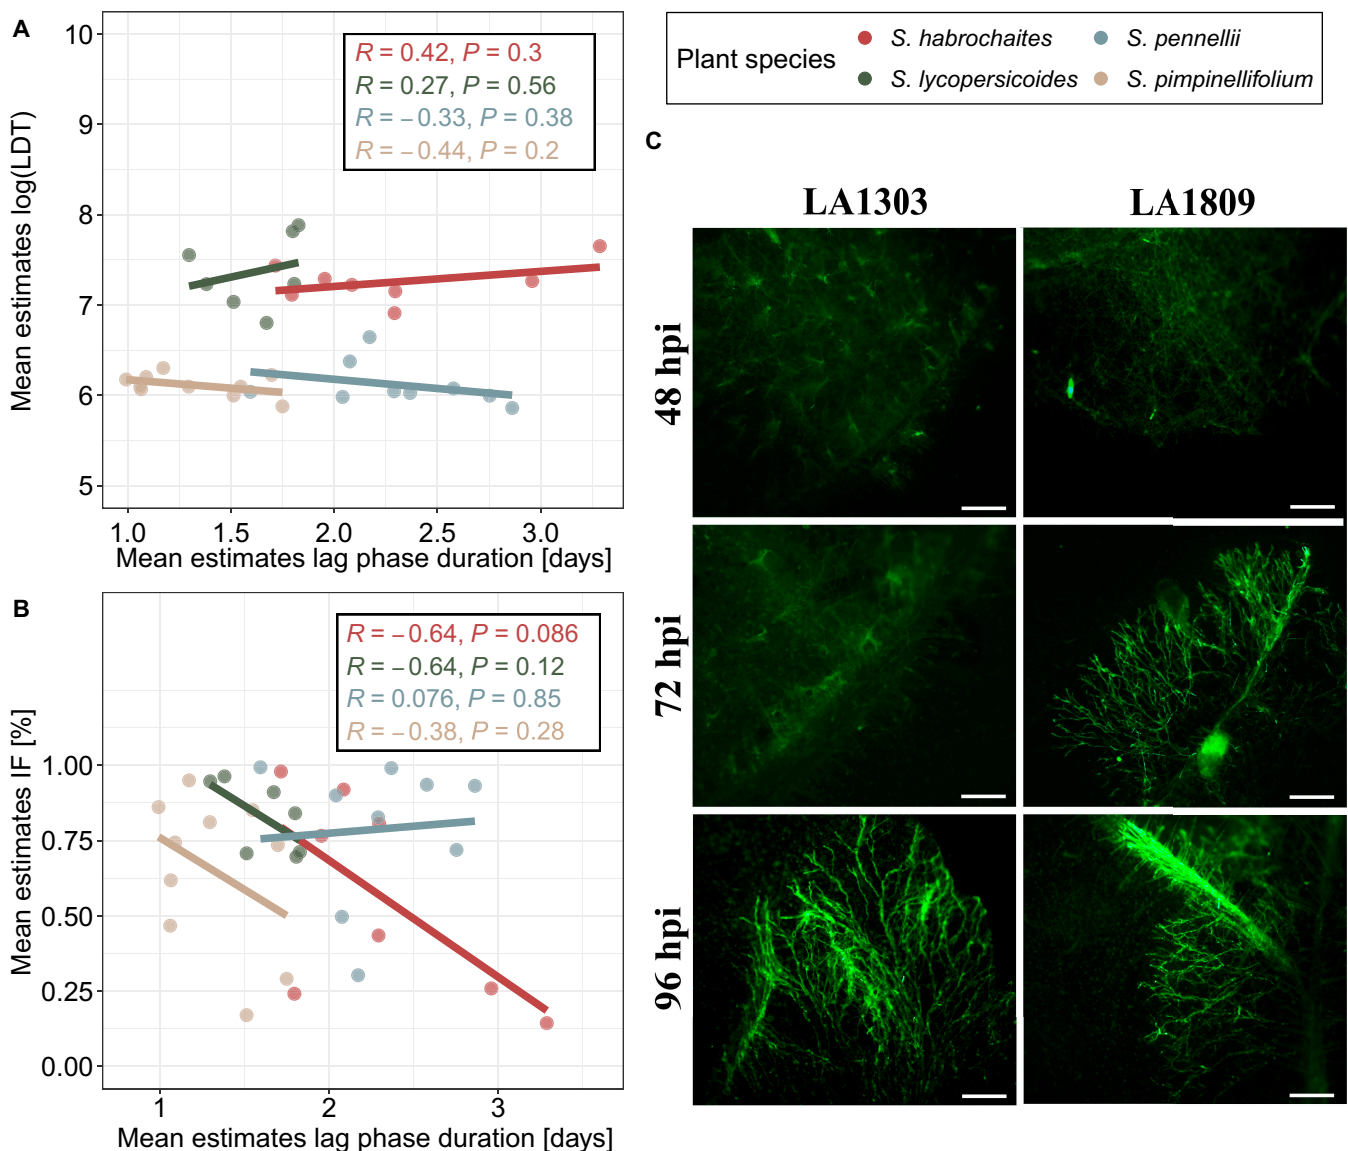 A
10
9
8
7
6
5
Mean estimates log(LDT)
R = 0.42, P = 0.3
R = 0.27, P = 0.56
R = −0.33, P = 0.38
R = −0.44, P = 0.2
1.0 1.5 2.0 2.5 3.0
Mean estimates lag phase duration [days]
B
1.00
0.75
0.50
0.25
0.00
Mean estimates IF [%]
R = −0.64, P = 0.086
R = −0.64, P = 0.12
R = 0.076, P = 0.85
R = −0.38, P = 0.28
1 2 3
Mean estimates lag phase duration [days]
Plant species
S. habrochaites
S. pennellii
S. lycopersicoides
S. pimpinellifolium
C
LA1303 LA1809
48 hpi
72 hpi
96 hpi